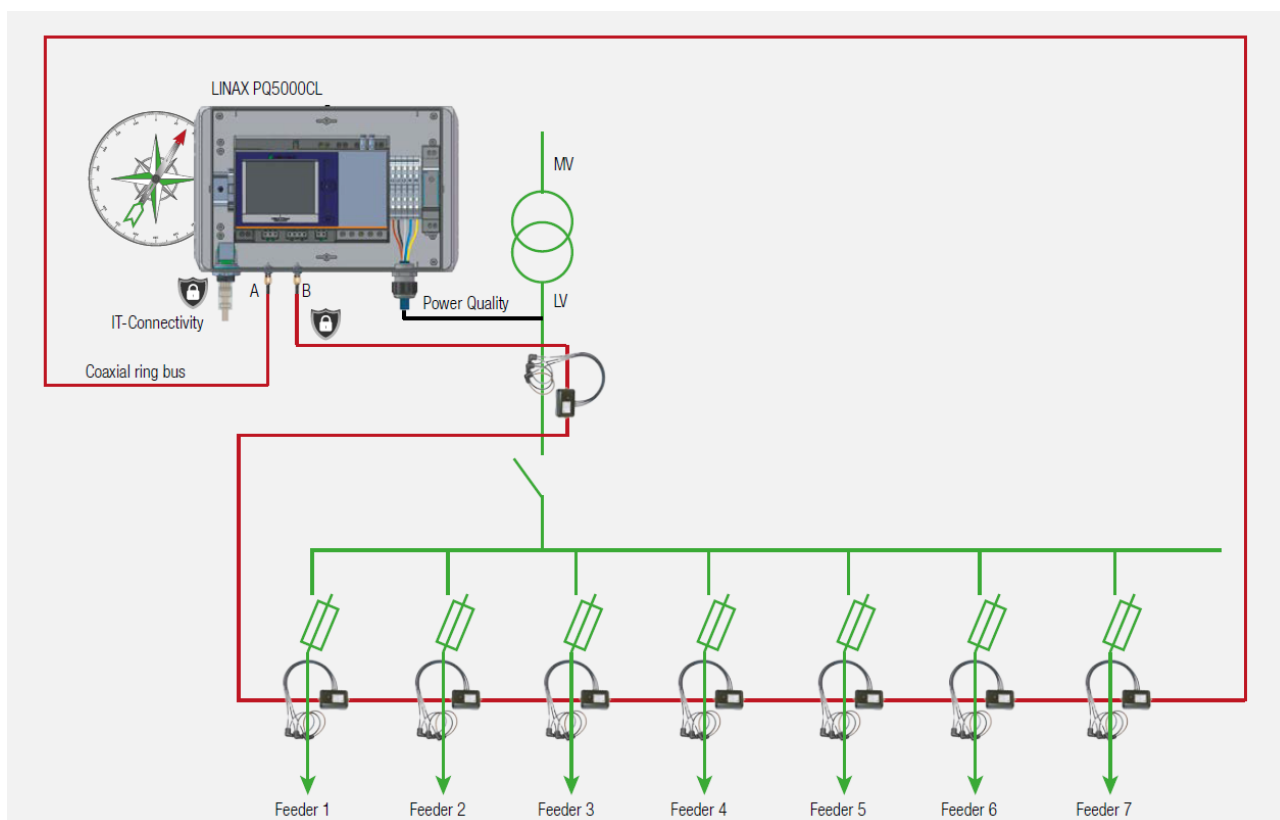 LINAX PQ5000CL
MV
A
B
LV
Power Quality
IT-Connectivity
Coaxial ring bus
Feeder 1
Feeder 2
Feeder 3
Feeder 4
Feeder 5
Feeder 6
Feeder 7